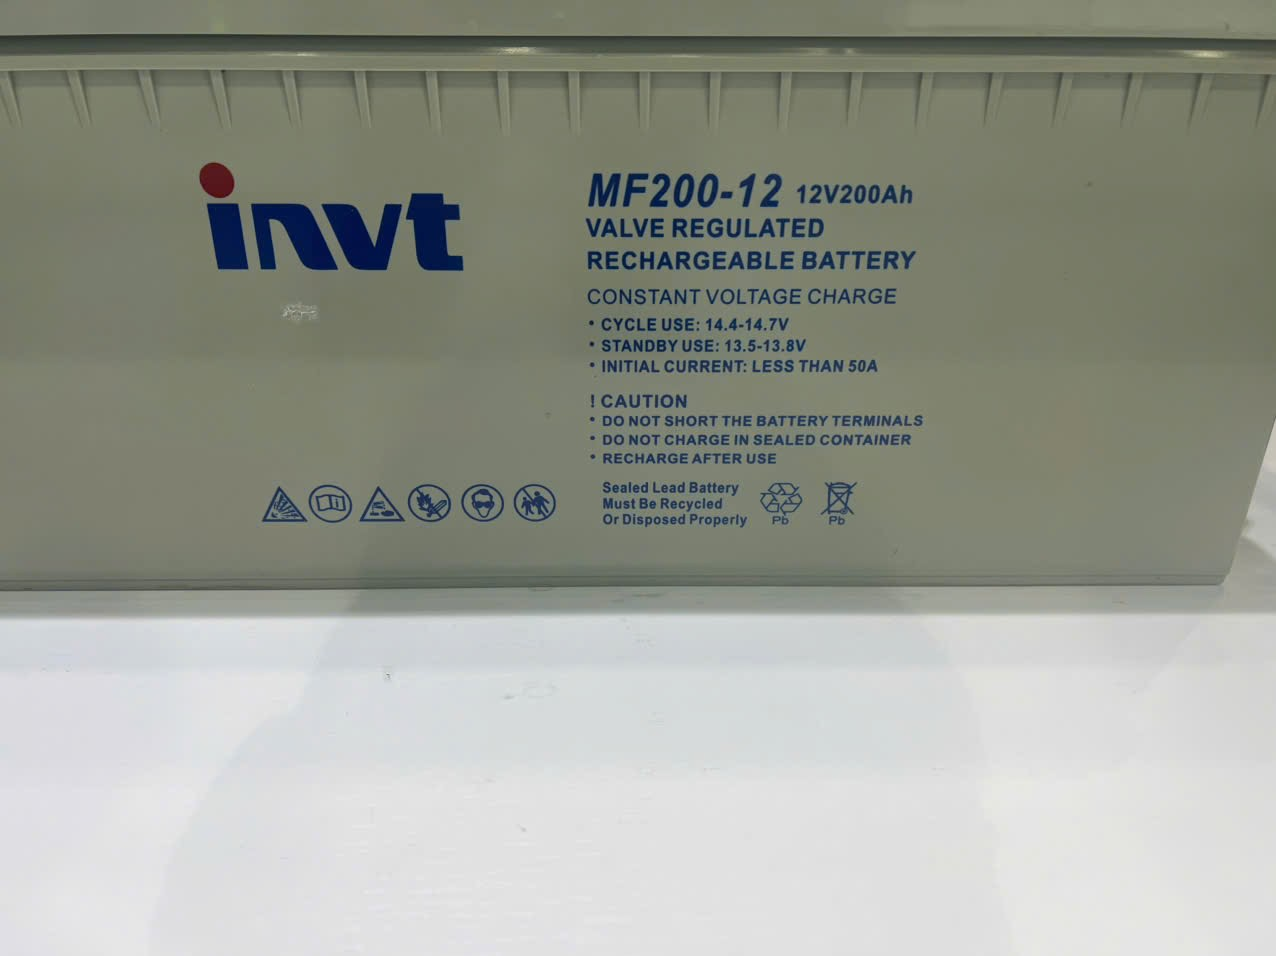 invt
MF200-12 12V200Ah
VALVE REGULATED
RECHARGEABLE BATTERY
CONSTANT VOLTAGE CHARGE
• CYCLE USE: 14.4-14.7V
• STANDBY USE: 13.5-13.8V
• INITIAL CURRENT: LESS THAN 50A
! CAUTION
• DO NOT SHORT THE BATTERY TERMINALS
• DO NOT CHARGE IN SEALED CONTAINER
• RECHARGE AFTER USE
Sealed Lead Battery
Must Be Recycled
Or Disposed Properly
Pb Pb